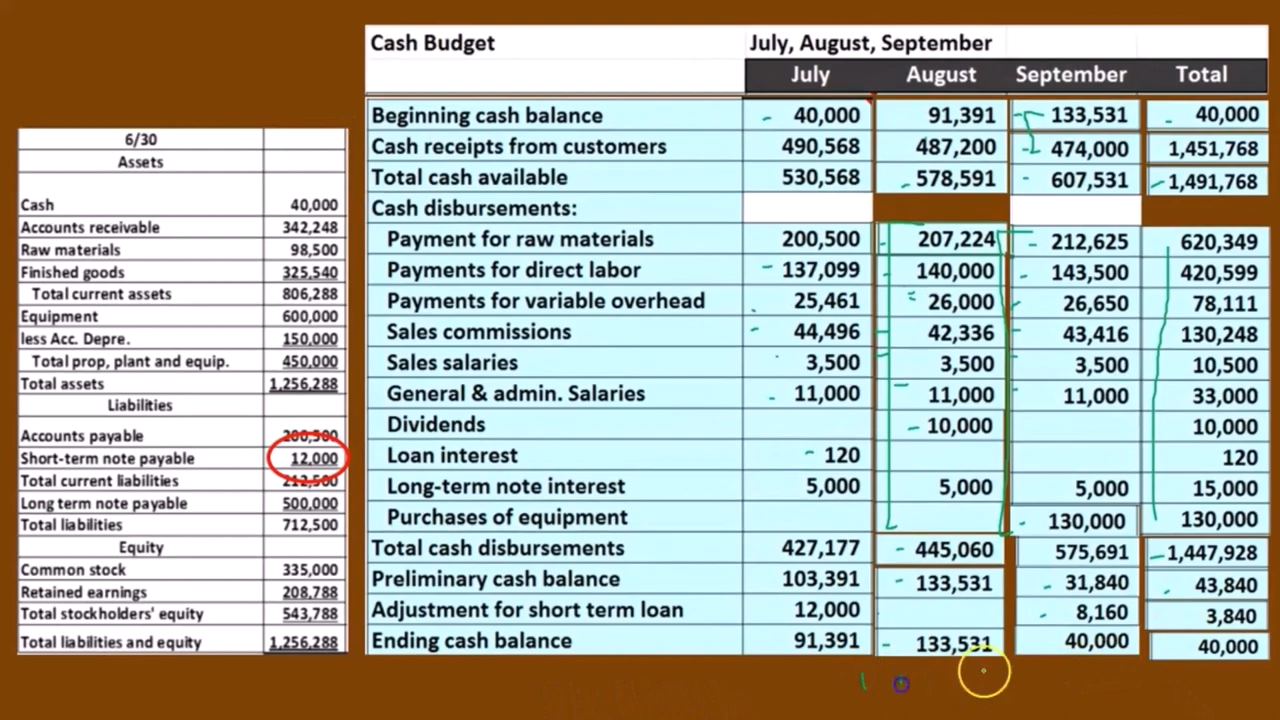 Cash Budget July, August, September
July August September Total
Beginning cash balance 40,000 91,391 133,531 40,000
Cash receipts from customers 490,568 487,200 474,000 1,451,768
Total cash available 530,568 578,591 607,531 1,491,768
Cash disbursements:
Payment for raw materials 200,500 207,224 212,625 620,349
Payments for direct labor 137,099 140,000 143,500 420,599
Payments for variable overhead 25,461 26,000 26,650 78,111
Sales commissions 44,496 42,336 43,416 130,248
Sales salaries 3,500 3,500 3,500 10,500
General & admin. Salaries 11,000 11,000 11,000 33,000
Dividends 10,000 10,000
Loan interest 120 120
Long-term note interest 5,000 5,000 5,000 15,000
Purchases of equipment 130,000 130,000
Total cash disbursements 427,177 445,060 575,691 1,447,928
Preliminary cash balance 103,391 133,531 31,840 43,840
Adjustment for short term loan 12,000 8,160 3,840
Ending cash balance 91,391 133,531 40,000 40,000
6/30
Assets
Cash 40,000
Accounts receivable 342,248
Raw materials 98,500
Finished goods 325,540
Total current assets 806,288
Equipment 600,000
less Acc. Depre. 150,000
Total prop, plant and equip. 450,000
Total assets 1,256,288
Liabilities
Accounts payable 200,500
Short-term note payable 12,000
Total current liabilities 212,500
Long term note payable 500,000
Total liabilities 712,500
Equity
Common stock 335,000
Retained earnings 208,788
Total stockholders' equity 543,788
Total liabilities and equity 1,256,288